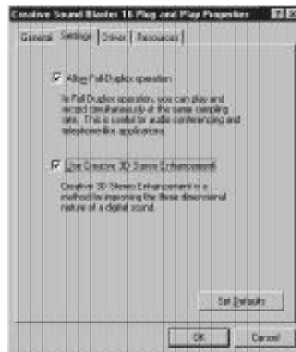 Creative Sound Blaster 16 Plug and Play Properties
General Settings Driver Resources
Allow Full-Duplex operation
In Full Duplex operation, you can play and
record simultaneously at the same sampling
rate. This is useful for audio conferencing and
telephone-like applications.
Use Creative 3D Stereo Enhancement
Creative 3D Stereo Enhancement is a
method for improving the three dimensional
nature of a digital sound.
Set Defaults
OK Cancel